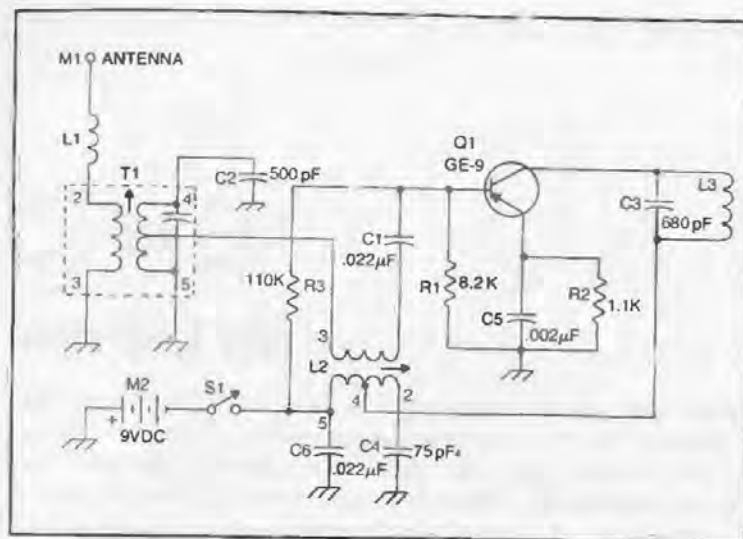 M1 ANTENNA
L1
T1
2
4
3
5
C2
500 pF
Q1
GE-9
C1
.022µF
110K
R3
R1
8.2K
C5
.002µF
R2
1.1K
C3
680 pF
L3
3
L2
4
2
5
M2
+
9VDC
S1
C6
.022µF
C4
75 pF